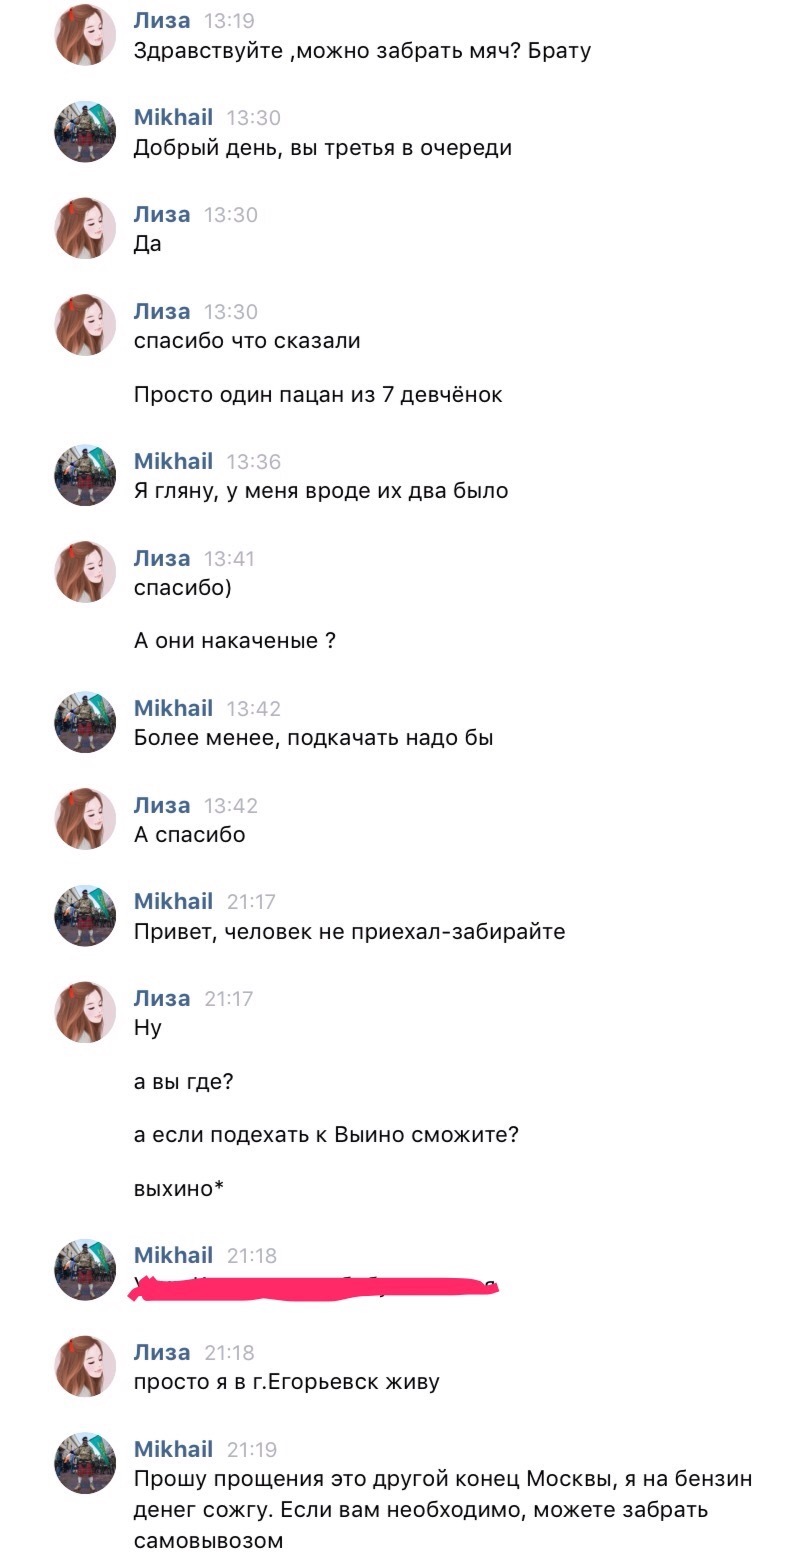 Лиза 13:19
Здравствуйте ,можно забрать мяч? Брату
Mikhail 13:30
Добрый день, вы третья в очереди
Лиза 13:30
Да
Лиза 13:30
спасибо что сказали
Просто один пацан из 7 девчёнок
Mikhail 13:36
Я гляну, у меня вроде их два было
Лиза 13:41
спасибо)
А они накаченые ?
Mikhail 13:42
Более менее, подкачать надо бы
Лиза 13:42
А спасибо
Mikhail 21:17
Привет, человек не приехал-забирайте
Лиза 21:17
Ну
а вы где?
а если подехать к Выино сможите?
выхино*
Mikhail 21:18
Лиза 21:18
просто я в г.Егорьевск живу
Mikhail 21:19
Прошу прощения это другой конец Москвы, я на бензин
денег сожгу. Если вам необходимо, можете забрать
самовывозом